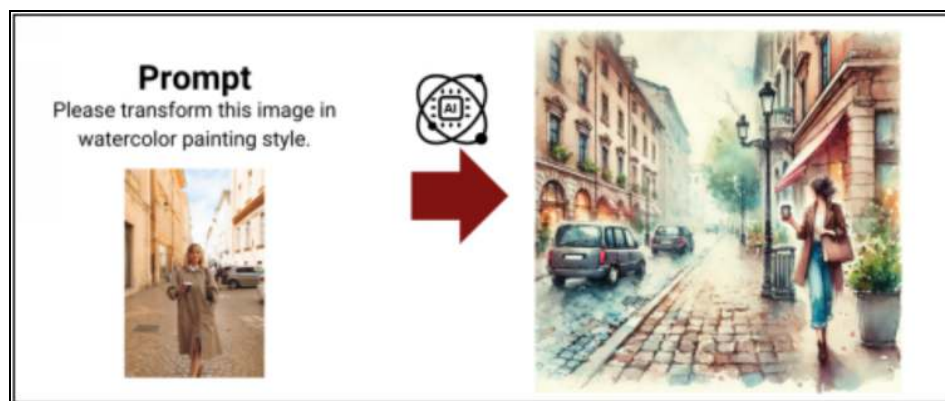 Prompt
Please transform this image in
watercolor painting style.
AI